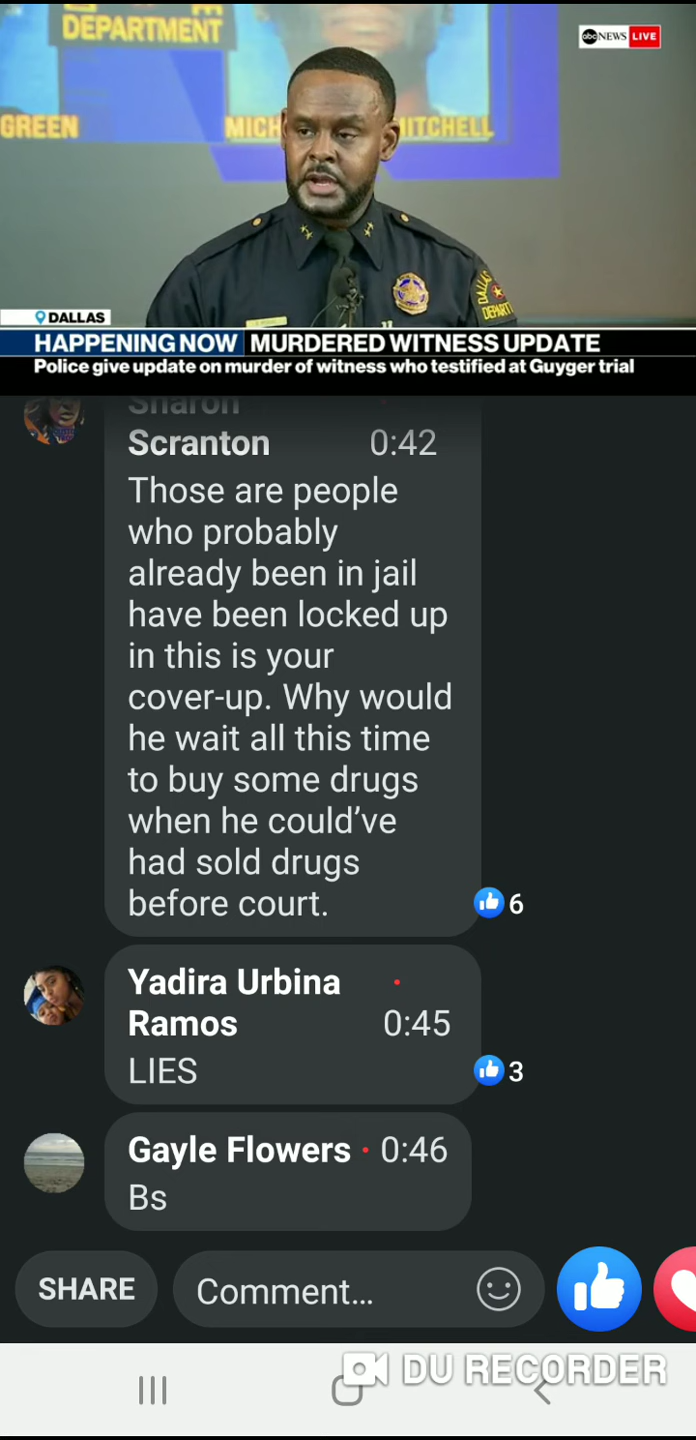 DEPARTMENT
abc NEWS LIVE
GREEN
MICH ITCHELL
DALLAS
DEPART
DALLAS
HAPPENING NOW MURDERED WITNESS UPDATE
Police give update on murder of witness who testified at Guyger trial
Sharon
Scranton 0:42
Those are people
who probably
already been in jail
have been locked up
in this is your
cover-up. Why would
he wait all this time
to buy some drugs
when he could've
had sold drugs
before court.
6
Yadira Urbina
Ramos 0:45
LIES
3
Gayle Flowers 0:46
Bs
SHARE
Comment...
DU RECORDER